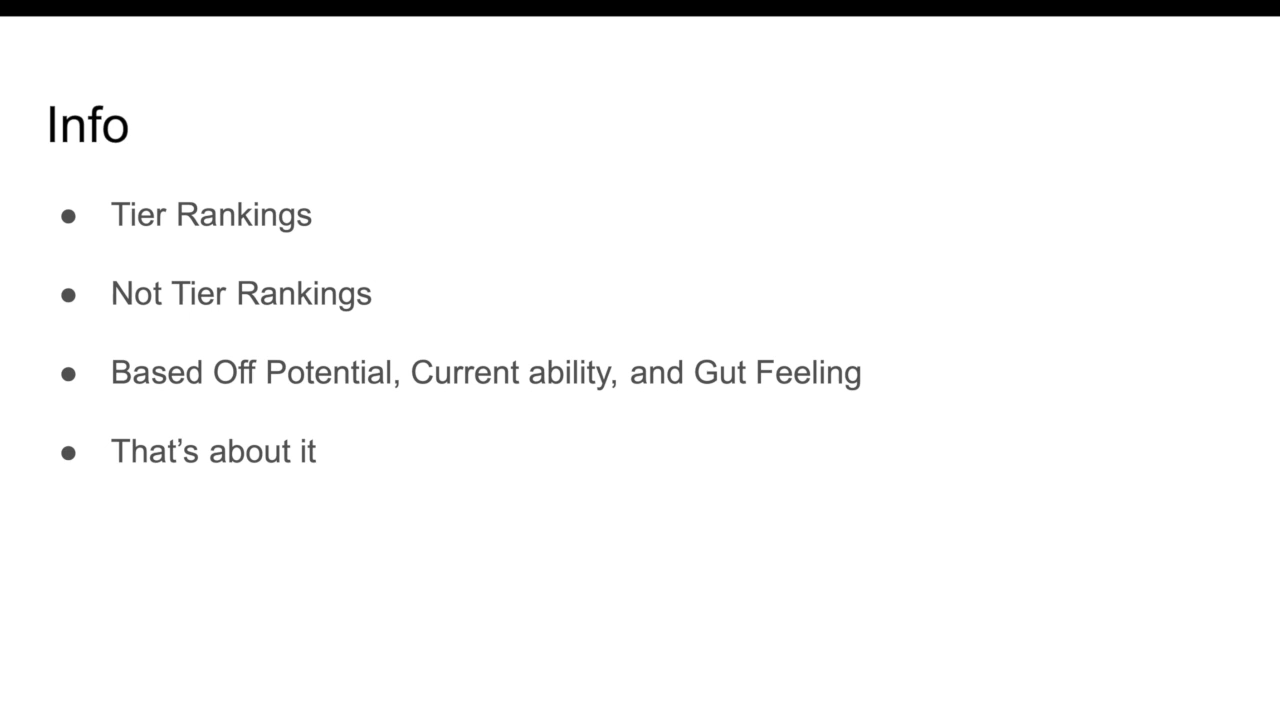 Info
● Tier Rankings
● Not Tier Rankings
● Based Off Potential, Current ability, and Gut Feeling
● That’s about it